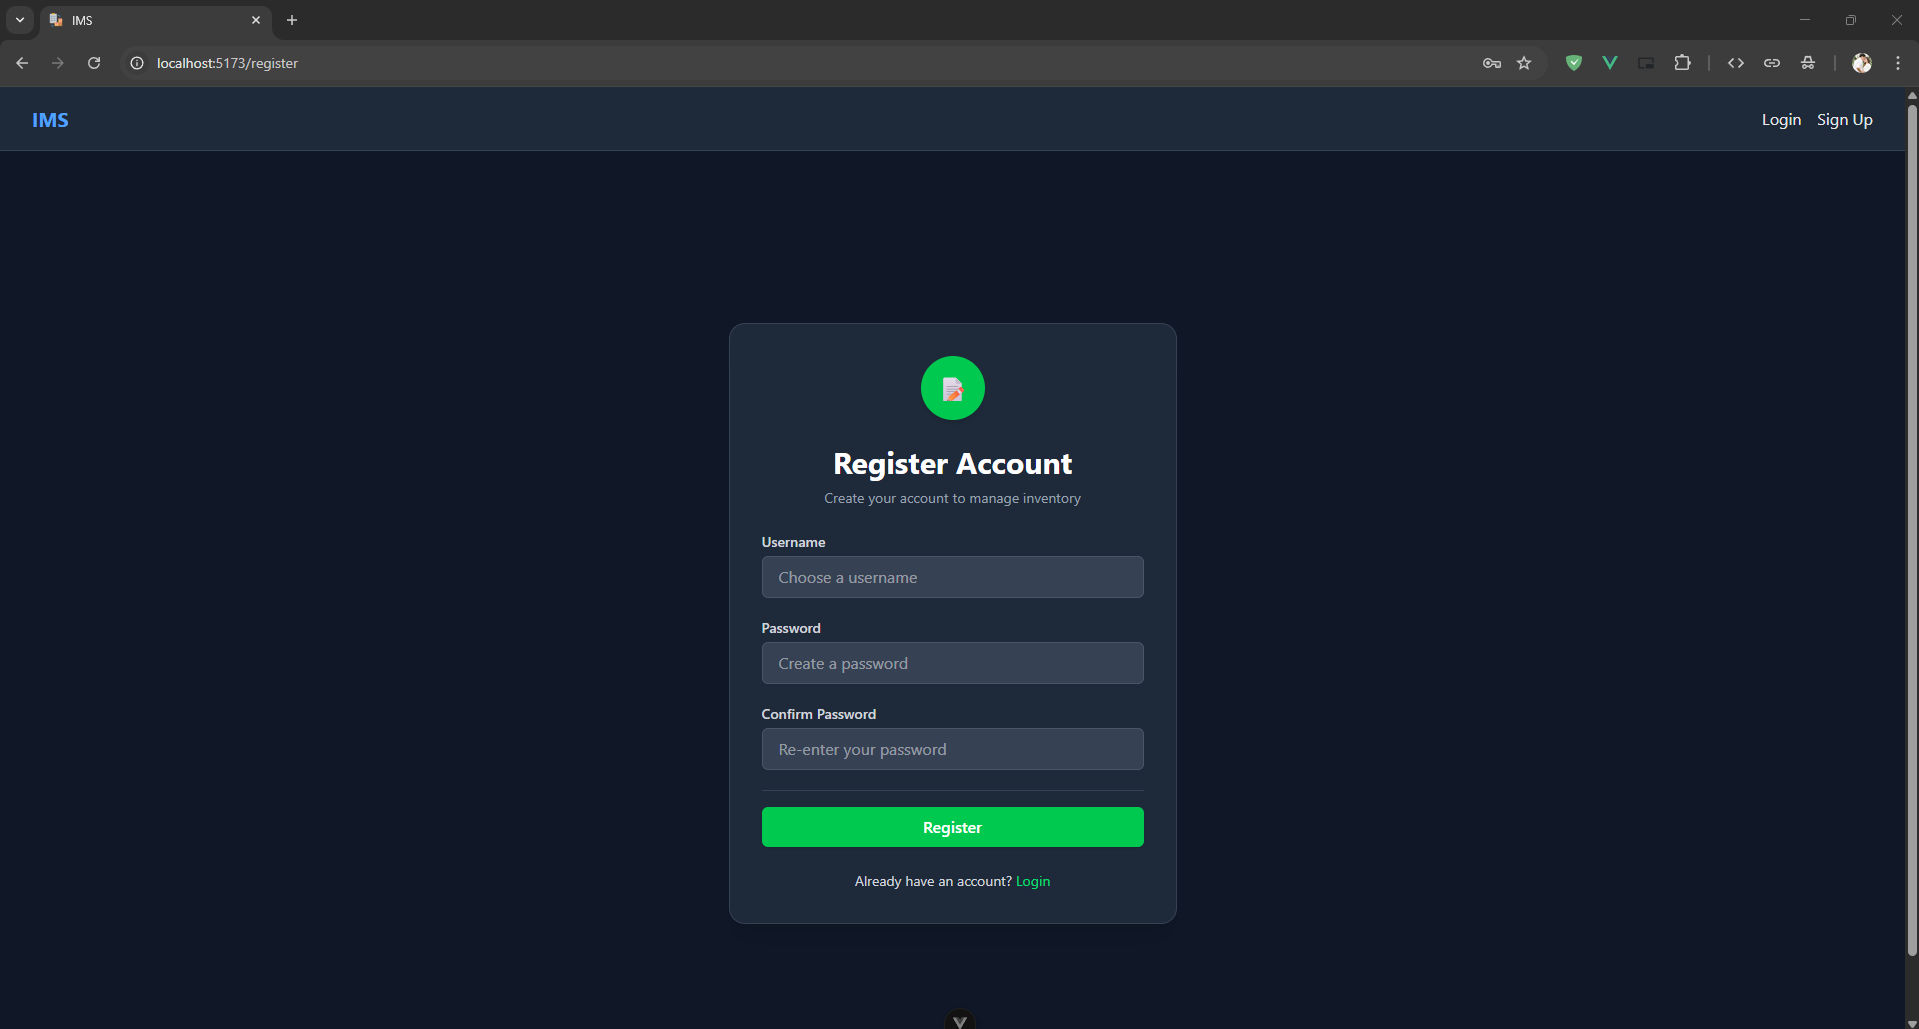 IMS
localhost:5173/register
IMS
Login
Sign Up
Register Account
Create your account to manage inventory
Username
Choose a username
Password
Create a password
Confirm Password
Re-enter your password
Register
Already have an account? Login